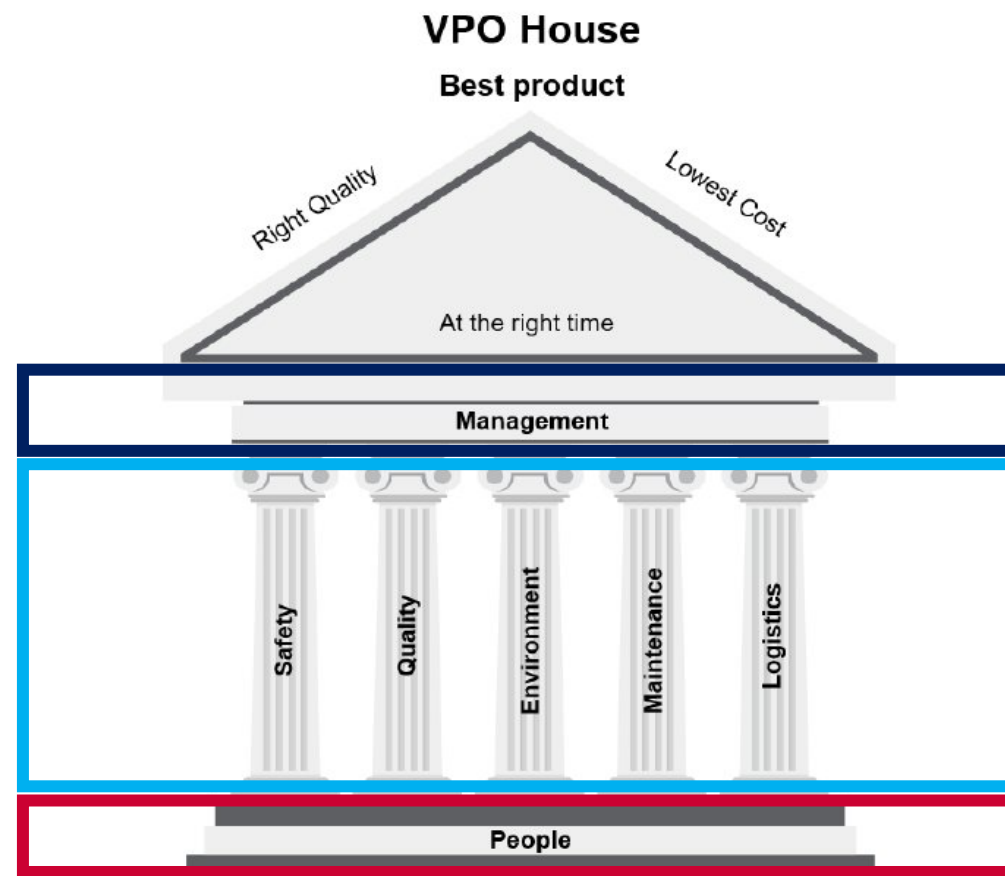 VPO House
Best product
Right Quality
Lowest Cost
At the right time
Management
Safety
Quality
Environment
Maintenance
Logistics
People